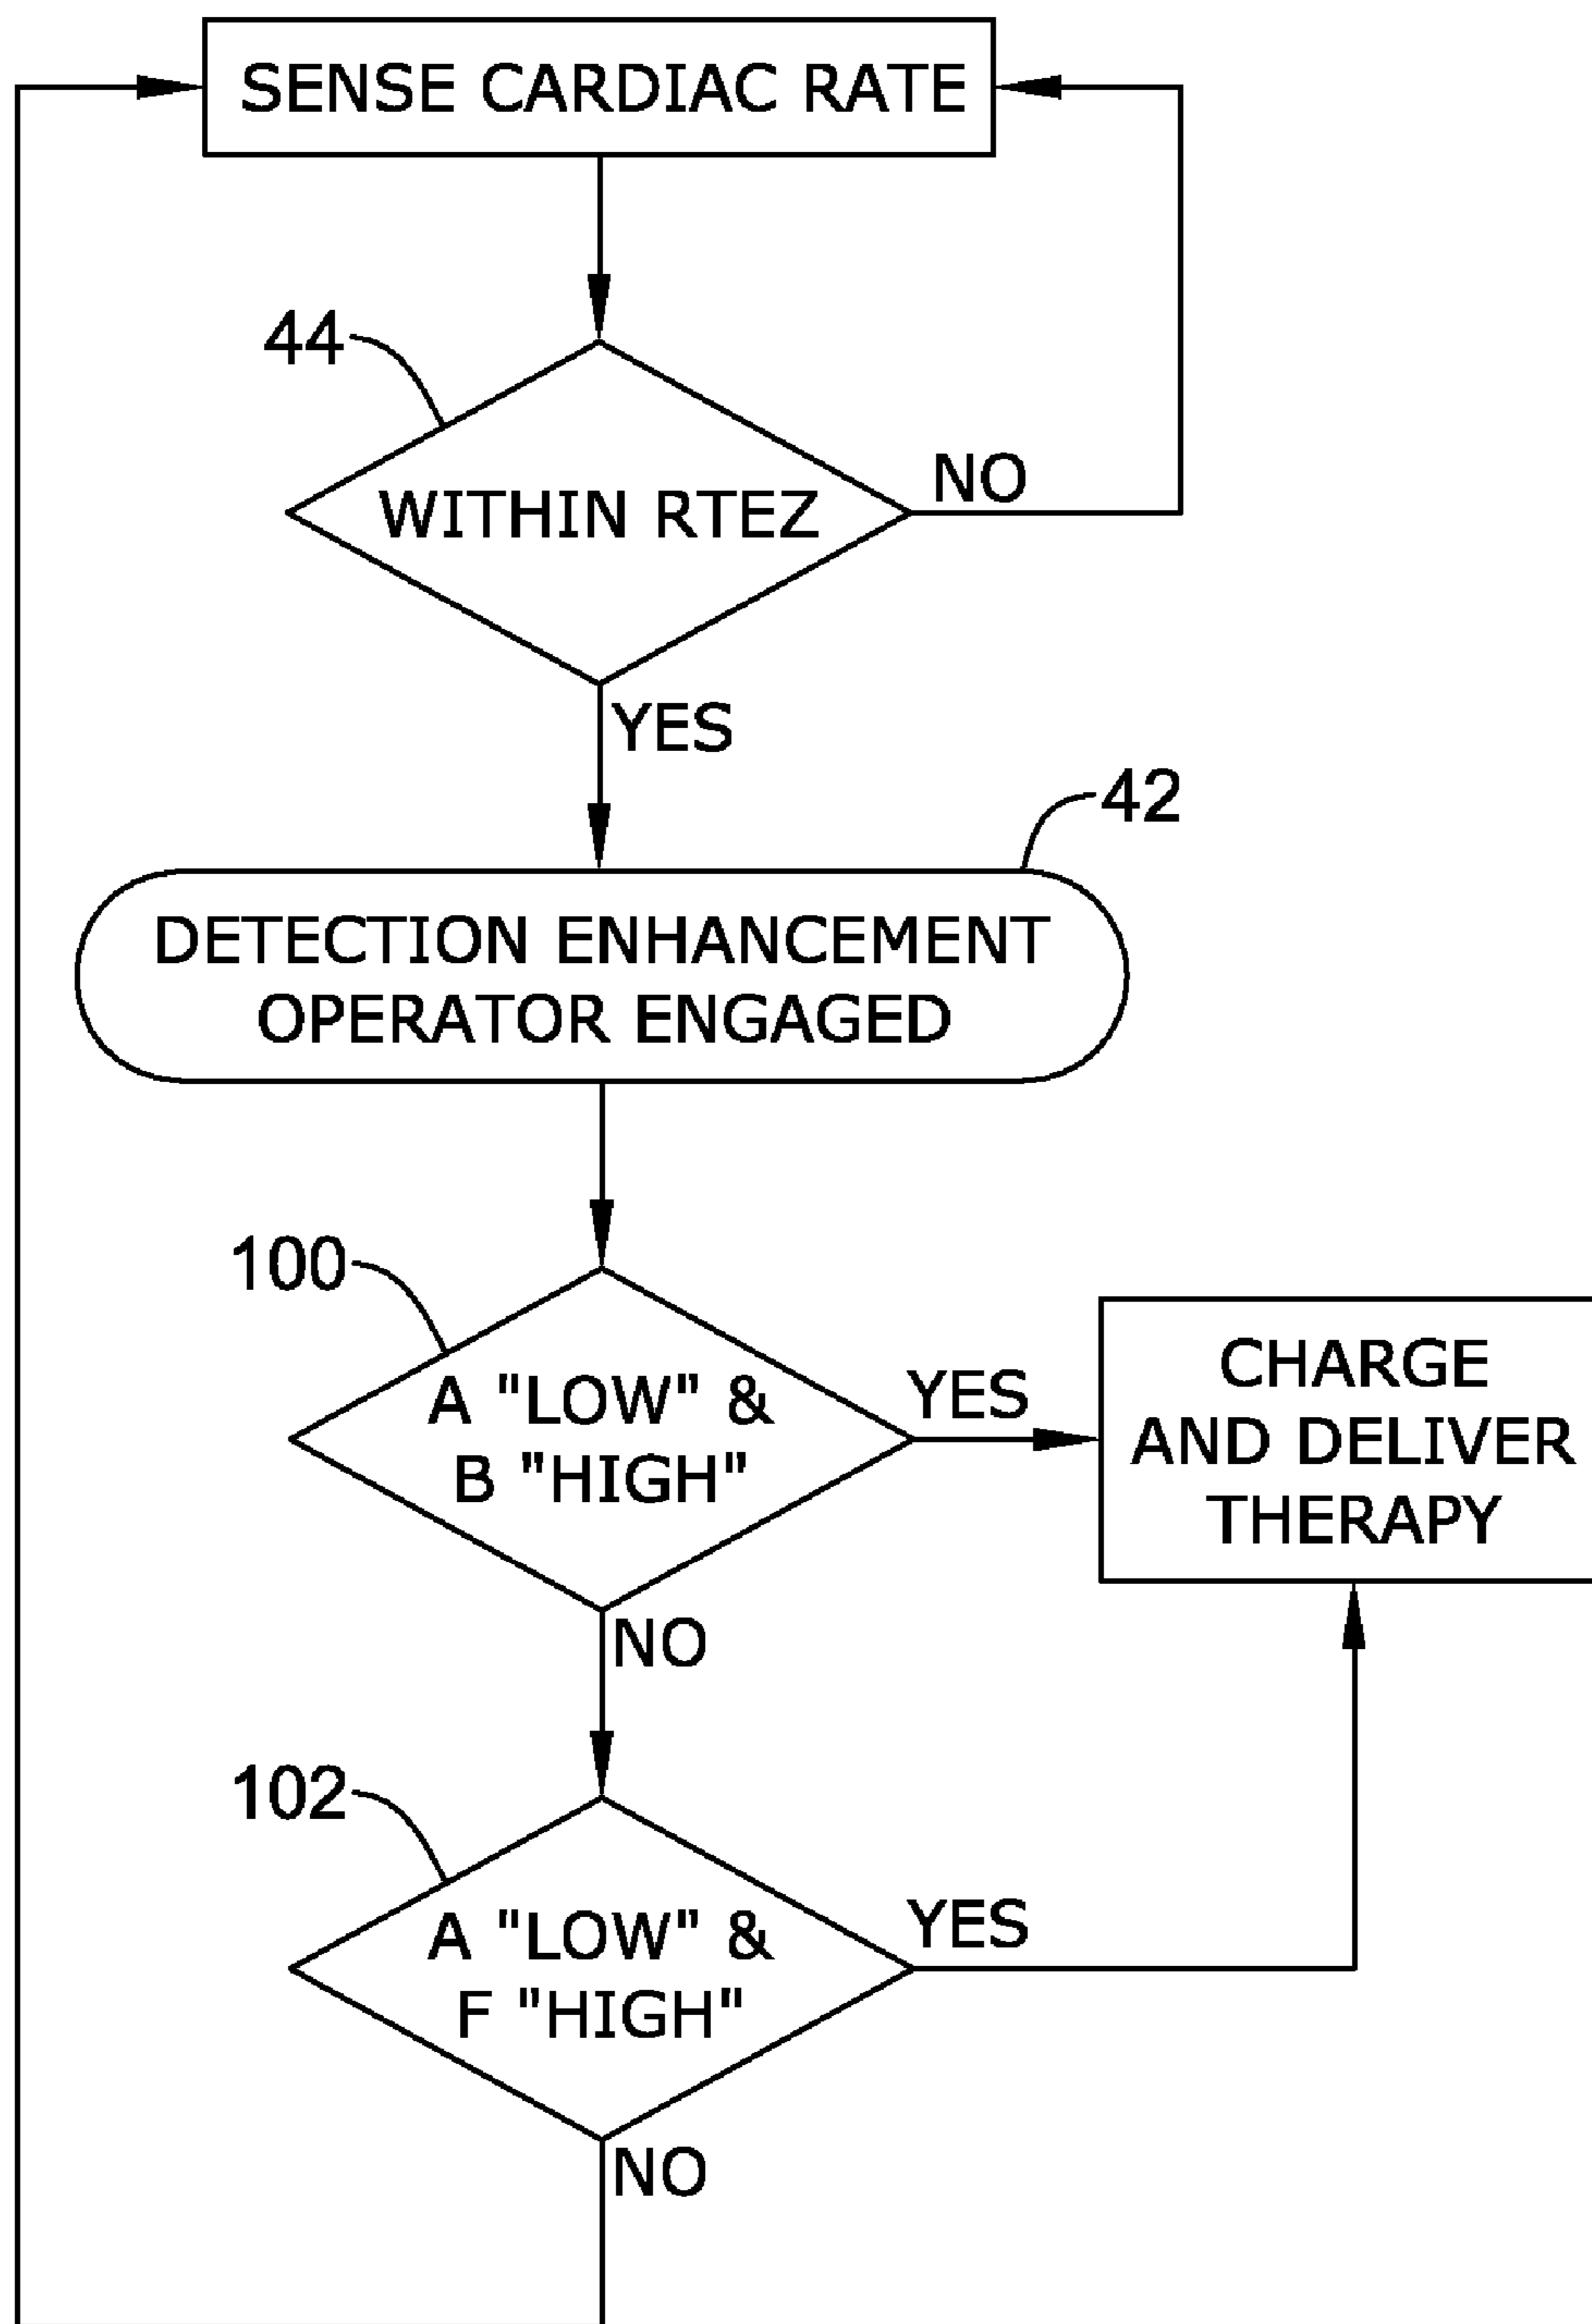 SENSE CARDIAC RATE
44
WITHIN RTEZ
NO
YES
42
DETECTION ENHANCEMENT
OPERATOR ENGAGED
100
A "LOW" &
B "HIGH"
YES
CHARGE
AND DELIVER
THERAPY
NO
102
A "LOW" &
F "HIGH"
YES
NO